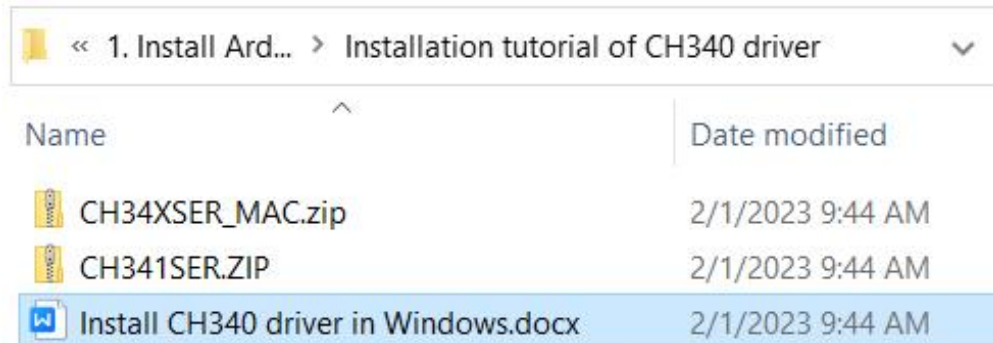 « 1. Install Ard... > Installation tutorial of CH340 driver
Name Date modified
CH34XSER_MAC.zip 2/1/2023 9:44 AM
CH341SER.ZIP 2/1/2023 9:44 AM
Install CH340 driver in Windows.docx 2/1/2023 9:44 AM